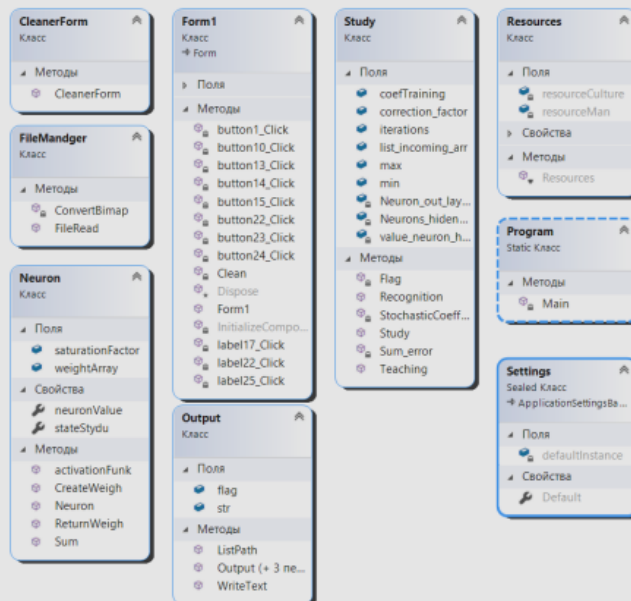 CleanerForm
Класс
Методы
CleanerForm
FileMandger
Класс
Методы
ConvertBimap
FileRead
Neuron
Класс
Поля
saturationFactor
weightArray
Свойства
neuronValue
stateStydu
Методы
activationFunk
CreateWeigh
Neuron
ReturnWeigh
Sum
Form1
Класс
Form
Поля
Методы
button1_Click
button10_Click
button13_Click
button14_Click
button15_Click
button22_Click
button23_Click
button24_Click
Clean
Dispose
Form1
InitializeCompo...
label17_Click
label22_Click
label25_Click
Output
Класс
Поля
flag
str
Методы
ListPath
Output (+ 3 пе...
WriteText
Study
Класс
Поля
coefTraining
correction_factor
iterations
list_incoming_arr
max
min
Neuron_out_lay...
Neurons_hiden...
value_neuron_h...
Методы
Flag
Recognition
StochasticCoeff...
Study
Sum_error
Teaching
Resources
Класс
Поля
resourceCulture
resourceMan
Свойства
Методы
Resources
Program
Static Класс
Методы
Main
Settings
Sealed Класс
ApplicationSettingsBa...
Поля
defaultInstance
Свойства
Default